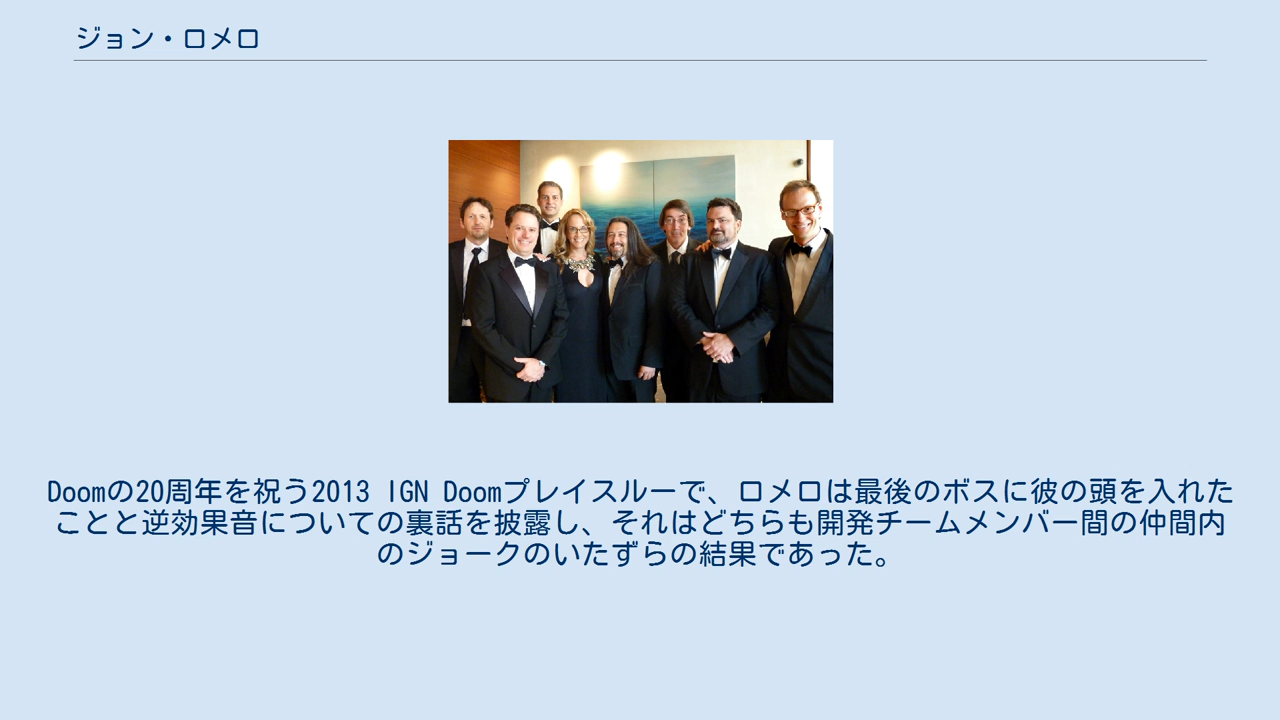 ジョン・ロメロ
Doomの20周年を祝う2013 IGN Doomプレイスルーで、ロメロは最後のボスに彼の頭を入れた
ことと逆効果音についての裏話を披露し、それはどちらも開発チームメンバー間の仲間内
のジョークのいたずらの結果であった。